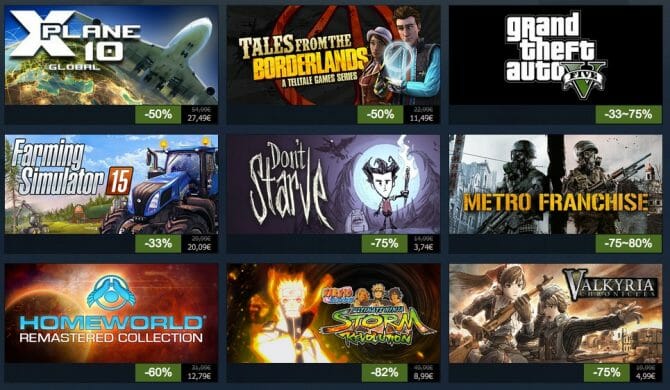 X PLANE
10
GLOBAL
-50%
54,99€
27,49€
TALES FROM THE
BORDERLANDS
A TELLTALE GAMES SERIES
-50%
22,99€
11,49€
grand
theft
auto
V
FIVE
-33~75%
Farming
Simulator 15
-33%
29,99€
20,09€
Don't
Starve
-75%
14,99€
3,74€
METRO FRANCHISE
-75~80%
HOMEWORLD
REMASTERED COLLECTION
-60%
31,99€
12,79€
ULTIMATE NINJA
STORM
REVOLUTION
-82%
49,99€
8,99€
VALKYRIA
CHRONICLES
-75%
19,99€
4,99€